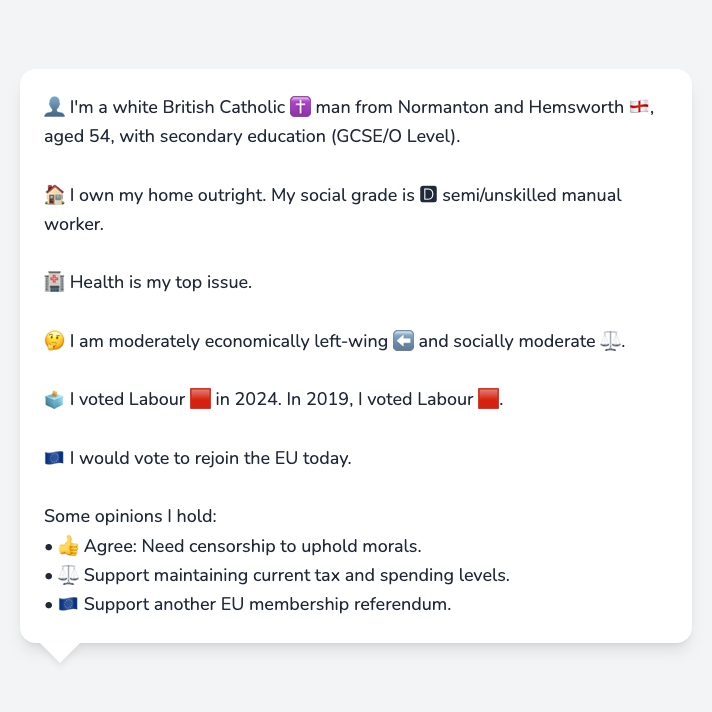 👤 I'm a white British Catholic ✝️ man from Normanton and Hemsworth 🏴󠁧󠁢󠁥󠁮󠁧󠁿,
aged 54, with secondary education (GCSE/O Level).
🏠 I own my home outright. My social grade is 🅳 semi/unskilled manual
worker.
🏥 Health is my top issue.
🤔 I am moderately economically left-wing ⬅️ and socially moderate ⚖️.
🗳️ I voted Labour 🟥 in 2024. In 2019, I voted Labour 🟥.
🇪🇺 I would vote to rejoin the EU today.
Some opinions I hold:
• 👍 Agree: Need censorship to uphold morals.
• ⚖️ Support maintaining current tax and spending levels.
• 🇪🇺 Support another EU membership referendum.